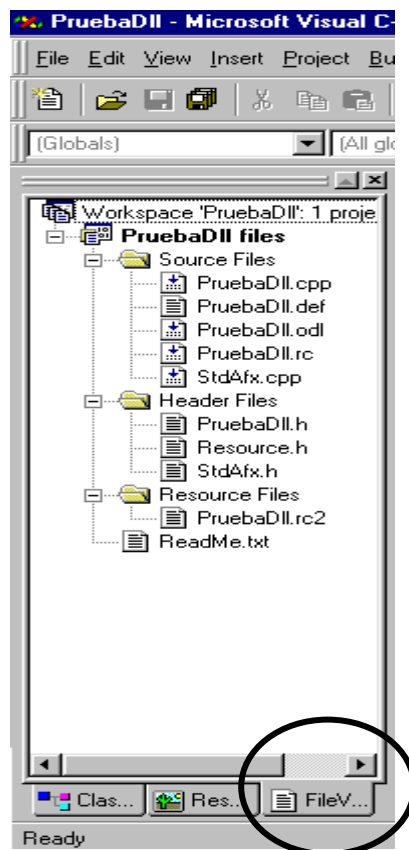 PruebaDll - Microsoft Visual C-
File Edit View Insert Project Bu
(Globals) (All glo
Workspace 'PruebaDll': 1 proje
PruebaDll files
Source Files
PruebaDll.cpp
PruebaDll.def
PruebaDll.odl
PruebaDll.rc
StdAfx.cpp
Header Files
PruebaDll.h
Resource.h
StdAfx.h
Resource Files
PruebaDll.rc2
ReadMe.txt
Clas... Res... FileV...
Ready